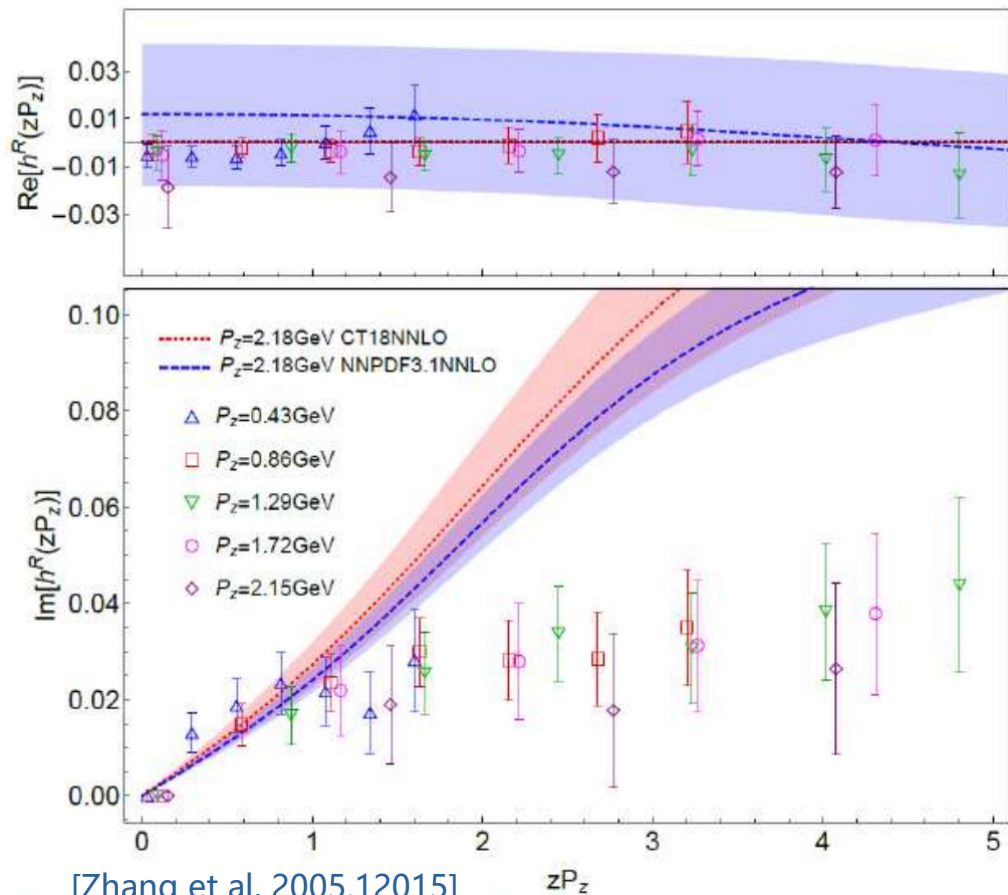 0.03
0.01
−0.01
−0.03
Re[h^R(zP_z)]
0.10
0.08
0.06
0.04
0.02
0.00
Im[h^R(zP_z)]
P_z=2.18GeV CT18NNLO
P_z=2.18GeV NNPDF3.1NNLO
P_z=0.43GeV
P_z=0.86GeV
P_z=1.29GeV
P_z=1.72GeV
P_z=2.15GeV
0 1 2 3 4 5
zP_z
[Zhang et al, 2005.12015]